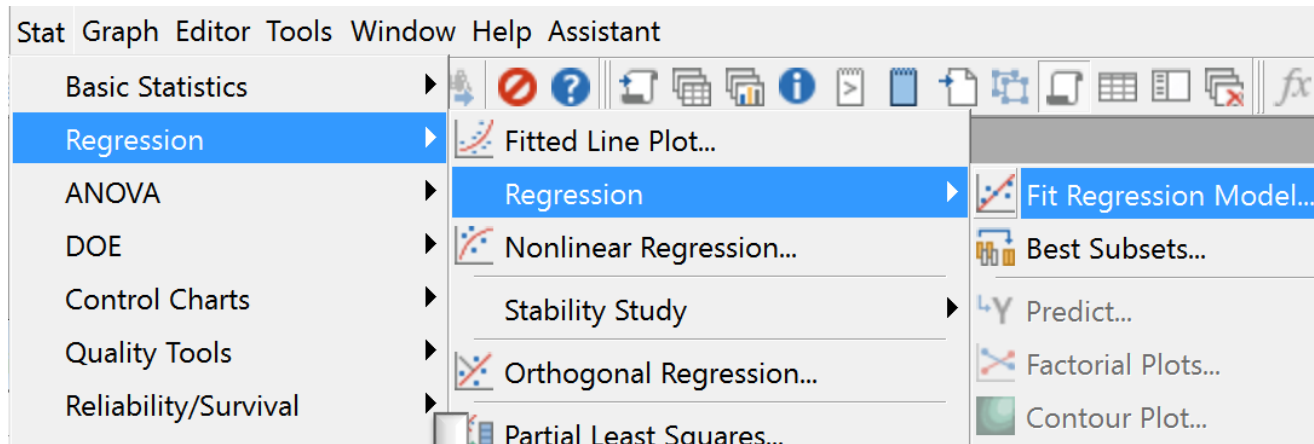 Stat Graph Editor Tools Window Help Assistant
Basic Statistics
Regression
ANOVA
DOE
Control Charts
Quality Tools
Reliability/Survival
Fitted Line Plot...
Regression
Nonlinear Regression...
Stability Study
Orthogonal Regression...
Partial Least Squares...
Fit Regression Model...
Best Subsets...
Predict...
Factorial Plots...
Contour Plot...
fx